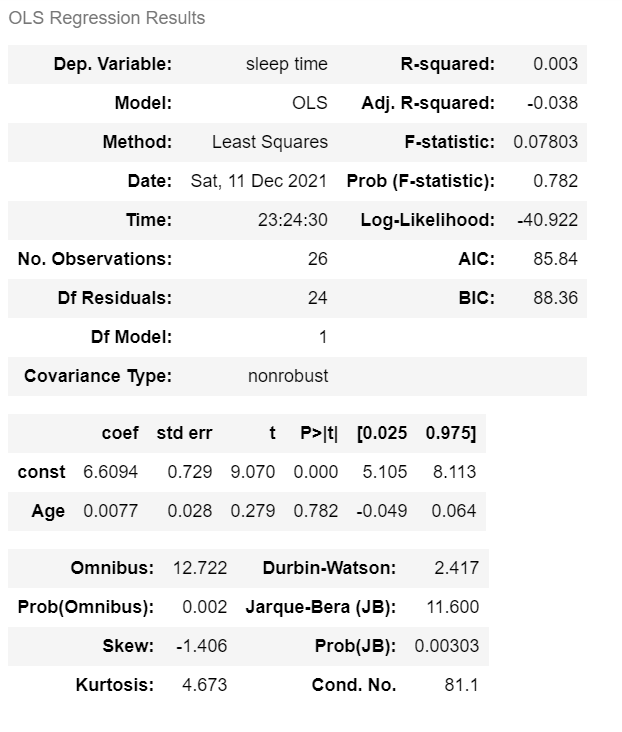 OLS Regression Results
Dep. Variable: sleep time R-squared: 0.003
Model: OLS Adj. R-squared: -0.038
Method: Least Squares F-statistic: 0.07803
Date: Sat, 11 Dec 2021 Prob (F-statistic): 0.782
Time: 23:24:30 Log-Likelihood: -40.922
No. Observations: 26 AIC: 85.84
Df Residuals: 24 BIC: 88.36
Df Model: 1
Covariance Type: nonrobust
coef std err t P>|t| [0.025 0.975]
const 6.6094 0.729 9.070 0.000 5.105 8.113
Age 0.0077 0.028 0.279 0.782 -0.049 0.064
Omnibus: 12.722 Durbin-Watson: 2.417
Prob(Omnibus): 0.002 Jarque-Bera (JB): 11.600
Skew: -1.406 Prob(JB): 0.00303
Kurtosis: 4.673 Cond. No. 81.1